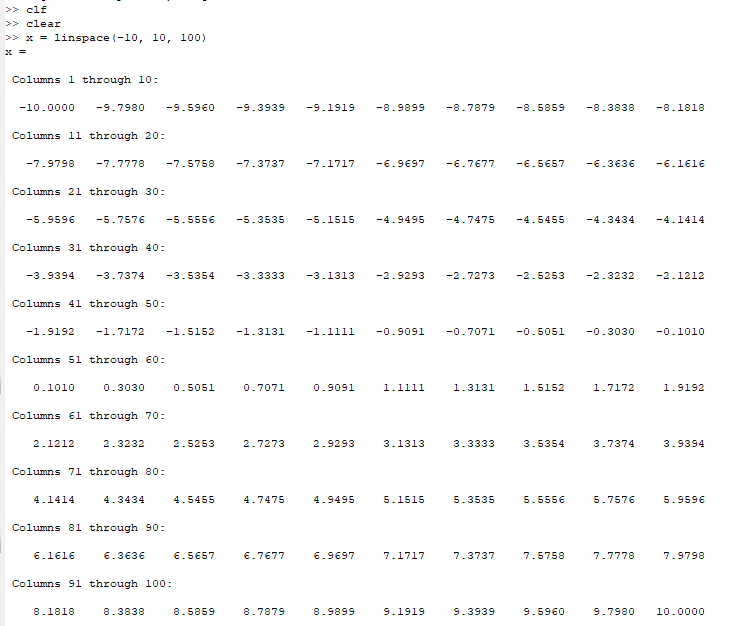 >> clf
>> clear
>> x = linspace(-10, 10, 100)
x =
Columns 1 through 10:
-10.0000 -9.7980 -9.5960 -9.3939 -9.1919 -8.9899 -8.7879 -8.5859 -8.3838 -8.1818
Columns 11 through 20:
-7.9798 -7.7778 -7.5758 -7.3737 -7.1717 -6.9697 -6.7677 -6.5657 -6.3636 -6.1616
Columns 21 through 30:
-5.9596 -5.7576 -5.5556 -5.3535 -5.1515 -4.9495 -4.7475 -4.5455 -4.3434 -4.1414
Columns 31 through 40:
-3.9394 -3.7374 -3.5354 -3.3333 -3.1313 -2.9293 -2.7273 -2.5253 -2.3232 -2.1212
Columns 41 through 50:
-1.9192 -1.7172 -1.5152 -1.3131 -1.1111 -0.9091 -0.7071 -0.5051 -0.3030 -0.1010
Columns 51 through 60:
0.1010 0.3030 0.5051 0.7071 0.9091 1.1111 1.3131 1.5152 1.7172 1.9192
Columns 61 through 70:
2.1212 2.3232 2.5253 2.7273 2.9293 3.1313 3.3333 3.5354 3.7374 3.9394
Columns 71 through 80:
4.1414 4.3434 4.5455 4.7475 4.9495 5.1515 5.3535 5.5556 5.7576 5.9596
Columns 81 through 90:
6.1616 6.3636 6.5657 6.7677 6.9697 7.1717 7.3737 7.5758 7.7778 7.9798
Columns 91 through 100:
8.1818 8.3838 8.5859 8.7879 8.9899 9.1919 9.3939 9.5960 9.7980 10.0000